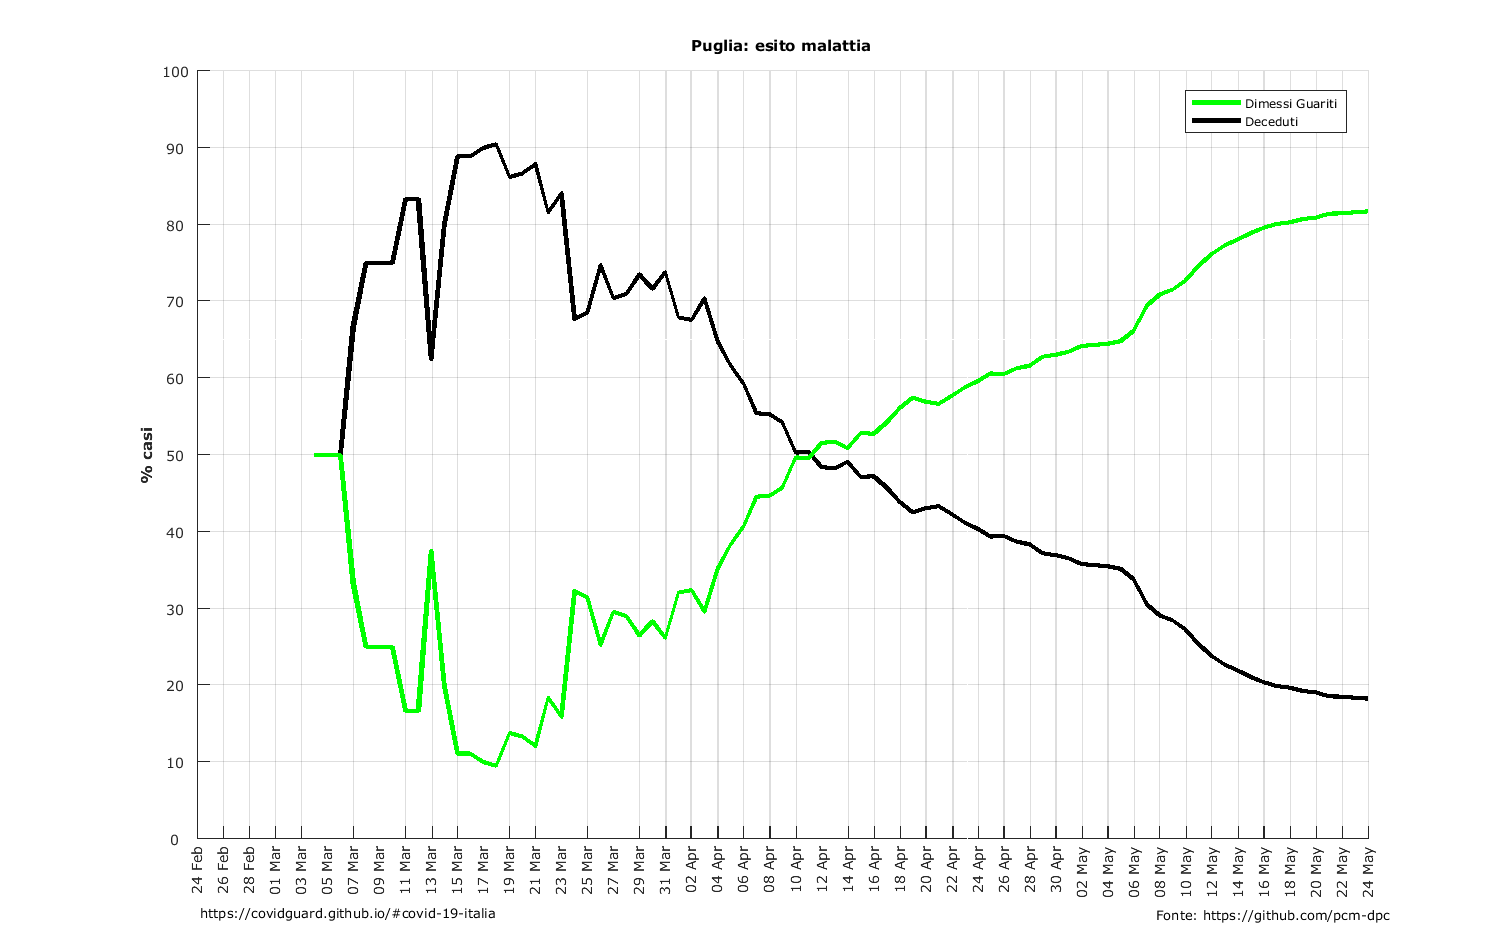 Puglia: esito malattia
Dimessi Guariti
Deceduti
% casi
100
90
80
70
60
50
40
30
20
10
0
24 Feb
26 Feb
28 Feb
01 Mar
03 Mar
05 Mar
07 Mar
09 Mar
11 Mar
13 Mar
15 Mar
17 Mar
19 Mar
21 Mar
23 Mar
25 Mar
27 Mar
29 Mar
31 Mar
02 Apr
04 Apr
06 Apr
08 Apr
10 Apr
12 Apr
14 Apr
16 Apr
18 Apr
20 Apr
22 Apr
24 Apr
26 Apr
28 Apr
30 Apr
02 May
04 May
06 May
08 May
10 May
12 May
14 May
16 May
18 May
20 May
22 May
24 May
https://covidguard.github.io/#covid-19-italia
Fonte: https://github.com/pcm-dpc